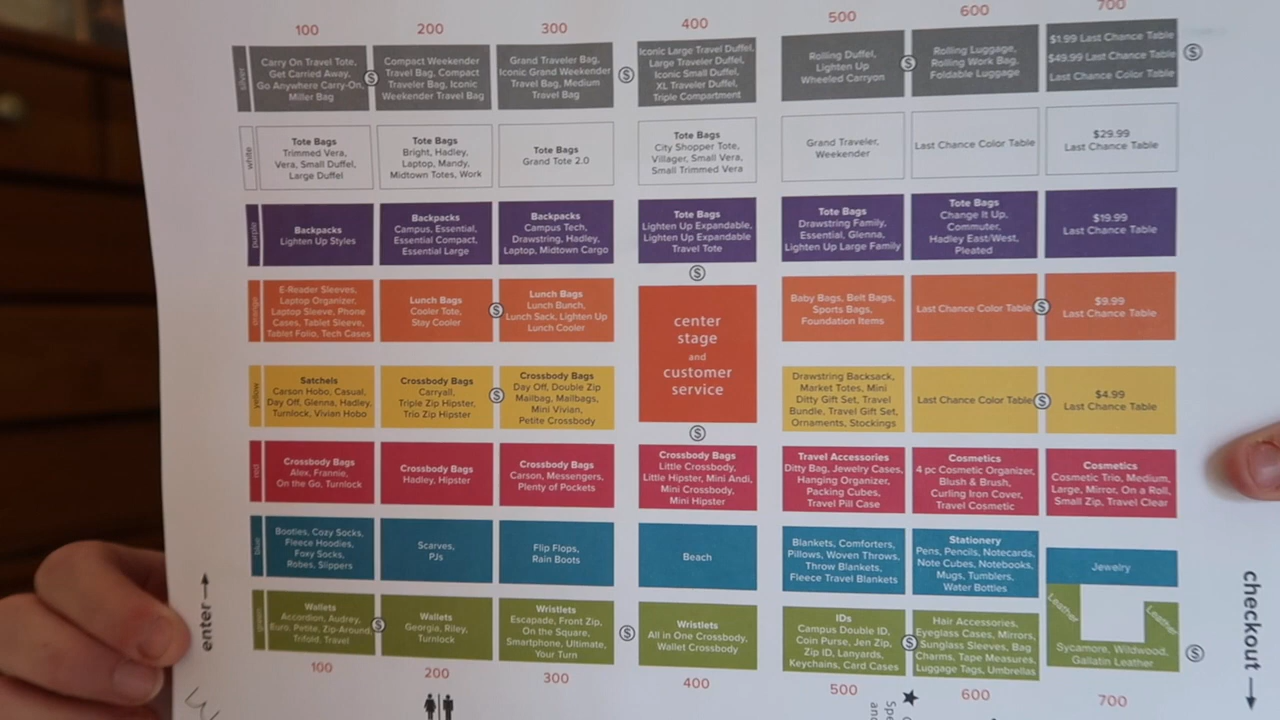 100
200
300
400
500
600
700
silver
Carry On Travel Tote,
Get Carried Away,
Go Anywhere Carry-On,
Miller Bag
$
Compact Weekender
Travel Bag, Compact
Traveler Bag, Iconic
Weekender Travel Bag
Grand Traveler Bag,
Iconic Grand Weekender
Travel Bag, Medium
Travel Bag
$
Iconic Large Travel Duffel,
Large Traveler Duffel,
Iconic Small Duffel,
XL Traveler Duffel,
Triple Compartment
Rolling Duffel,
Lighten Up
Wheeled Carryon
$
Rolling Luggage,
Rolling Work Bag,
Foldable Luggage
$1.99 Last Chance Table
$49.99 Last Chance Table
Last Chance Color Table
$
white
Tote Bags
Trimmed Vera,
Vera, Small Duffel,
Large Duffel
Tote Bags
Bright, Hadley,
Laptop, Mandy,
Midtown Totes, Work
Tote Bags
Grand Tote 2.0
Tote Bags
City Shopper Tote,
Villager, Small Vera,
Small Trimmed Vera
Grand Traveler,
Weekender
Last Chance Color Table
$29.99
Last Chance Table
purple
Backpacks
Lighten Up Styles
Backpacks
Campus, Essential,
Essential Compact,
Essential Large
Backpacks
Campus Tech,
Drawstring, Hadley,
Laptop, Midtown Cargo
Tote Bags
Lighten Up Expandable,
Lighten Up Expandable
Travel Tote
Tote Bags
Drawstring Family,
Essential, Glenna,
Lighten Up Large Family
Tote Bags
Change It Up,
Commuter,
Hadley East/West,
Pleated
$19.99
Last Chance Table
$
orange
E-Reader Sleeves,
Laptop Organizer,
Laptop Sleeve, Phone
Cases, Tablet Sleeve,
Tablet Folio, Tech Cases
Lunch Bags
Cooler Tote,
Stay Cooler
$
Lunch Bags
Lunch Bunch,
Lunch Sack, Lighten Up
Lunch Cooler
center
stage
and
customer
service
Baby Bags, Belt Bags,
Sports Bags,
Foundation Items
Last Chance Color Table
$
$9.99
Last Chance Table
yellow
Satchels
Carson Hobo, Casual,
Day Off, Glenna, Hadley,
Turnlock, Vivian Hobo
Crossbody Bags
Carryall,
Triple Zip Hipster,
Trio Zip Hipster
$
Crossbody Bags
Day Off, Double Zip
Mailbag, Mailbags,
Mini Vivian,
Petite Crossbody
Drawstring Backsack,
Market Totes, Mini
Ditty Gift Set, Travel
Bundle, Travel Gift Set,
Ornaments, Stockings
Last Chance Color Table
$
$4.99
Last Chance Table
$
red
Crossbody Bags
Alex, Frannie,
On the Go, Turnlock
Crossbody Bags
Hadley, Hipster
Crossbody Bags
Carson, Messengers,
Plenty of Pockets
Crossbody Bags
Little Crossbody,
Little Hipster, Mini Andi,
Mini Crossbody,
Mini Hipster
Travel Accessories
Ditty Bag, Jewelry Cases,
Hanging Organizer,
Packing Cubes,
Travel Pill Case
Cosmetics
4 pc Cosmetic Organizer,
Blush & Brush,
Curling Iron Cover,
Travel Cosmetic
Cosmetics
Cosmetic Trio, Medium,
Large, Mirror, On a Roll,
Small Zip, Travel Clear
blue
Booties, Cozy Socks,
Fleece Hoodies,
Foxy Socks,
Robes, Slippers
Scarves,
PJs
Flip Flops,
Rain Boots
Beach
Blankets, Comforters,
Pillows, Woven Throws,
Throw Blankets,
Fleece Travel Blankets
Stationery
Pens, Pencils, Notecards,
Note Cubes, Notebooks,
Mugs, Tumblers,
Water Bottles
Jewelry
green
Wallets
Accordion, Audrey,
Euro, Petite, Zip-Around,
Trifold, Travel
$
Wallets
Georgia, Riley,
Turnlock
Wristlets
Escapade, Front Zip,
On the Square,
Smartphone, Ultimate,
Your Turn
$
Wristlets
All in One Crossbody,
Wallet Crossbody
IDs
Campus Double ID,
Coin Purse, Jen Zip,
Zip ID, Lanyards,
Keychains, Card Cases
$
Hair Accessories,
Eyeglass Cases, Mirrors,
Sunglass Sleeves, Bag
Charms, Tape Measures,
Luggage Tags, Umbrellas
Leather
Leather
Sycamore, Wildwood,
Gallatin Leather
$
enter
checkout
100
200
300
400
500
600
700